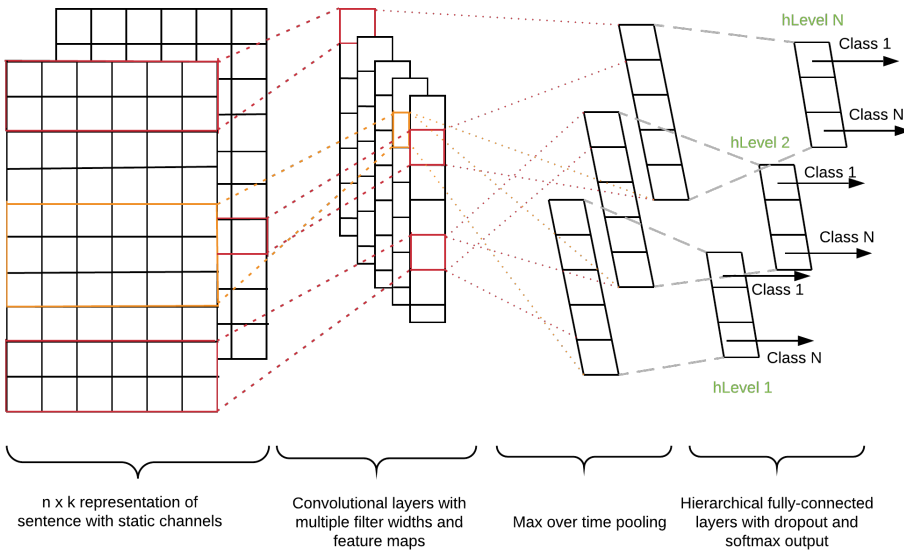 hLevel N
Class 1
Class N
hLevel 2
Class 1
Class N
Class 1
Class N
hLevel 1
n x k representation of
sentence with static channels
Convolutional layers with
multiple filter widths and
feature maps
Max over time pooling
Hierarchical fully-connected
layers with dropout and
softmax output